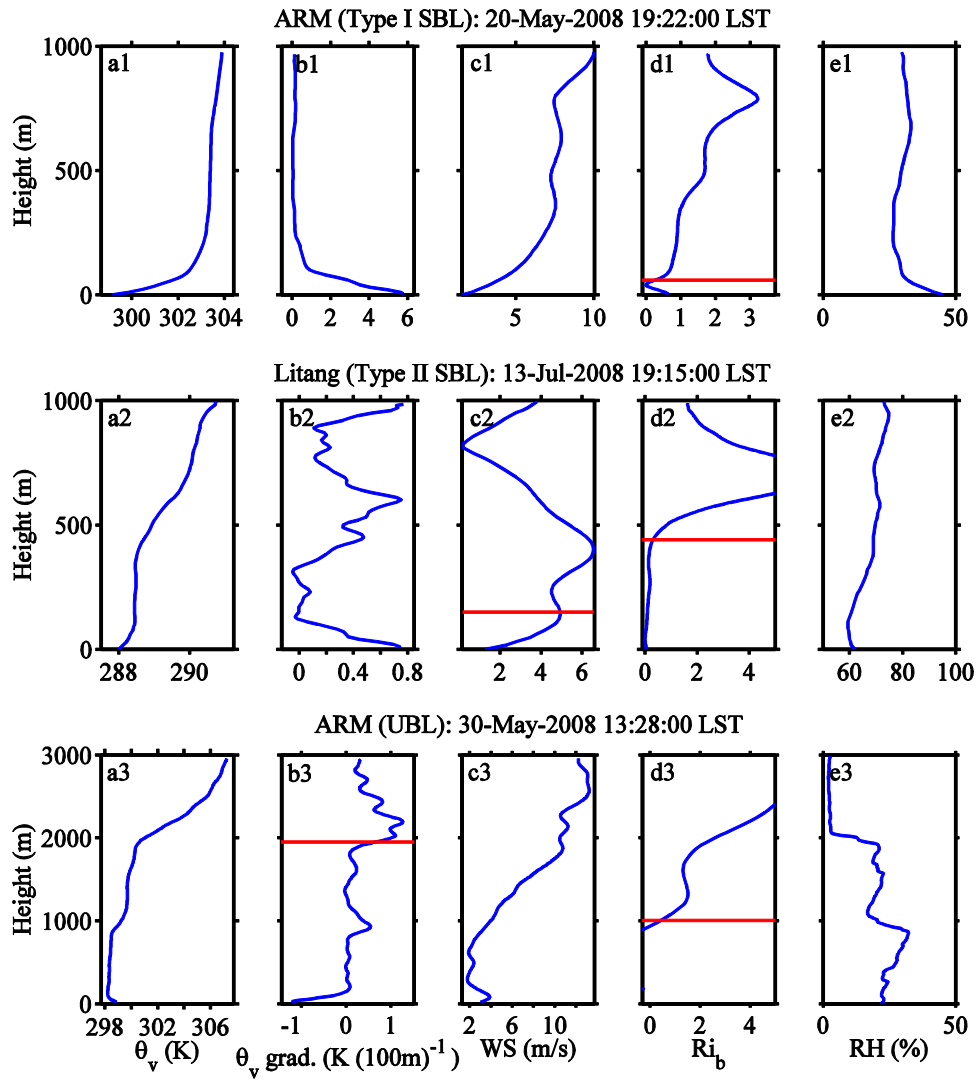 ARM (Type I SBL): 20-May-2008 19:22:00 LST
1000 a1 b1 c1 d1 e1
500
0
Height (m)
300 302 304 0 2 4 6 5 10 0 1 2 3 0 50
Litang (Type II SBL): 13-Jul-2008 19:15:00 LST
1000 a2 b2 c2 d2 e2
500
0
Height (m)
288 290 0 0.4 0.8 2 4 6 0 2 4 60 80 100
ARM (UBL): 30-May-2008 13:28:00 LST
3000 a3 b3 c3 d3 e3
2000
1000
0
Height (m)
298 302 306 -1 0 1 2 6 10 0 2 4 0 50
θv (K) θv grad. (K (100m)-1) WS (m/s) Rib RH (%)